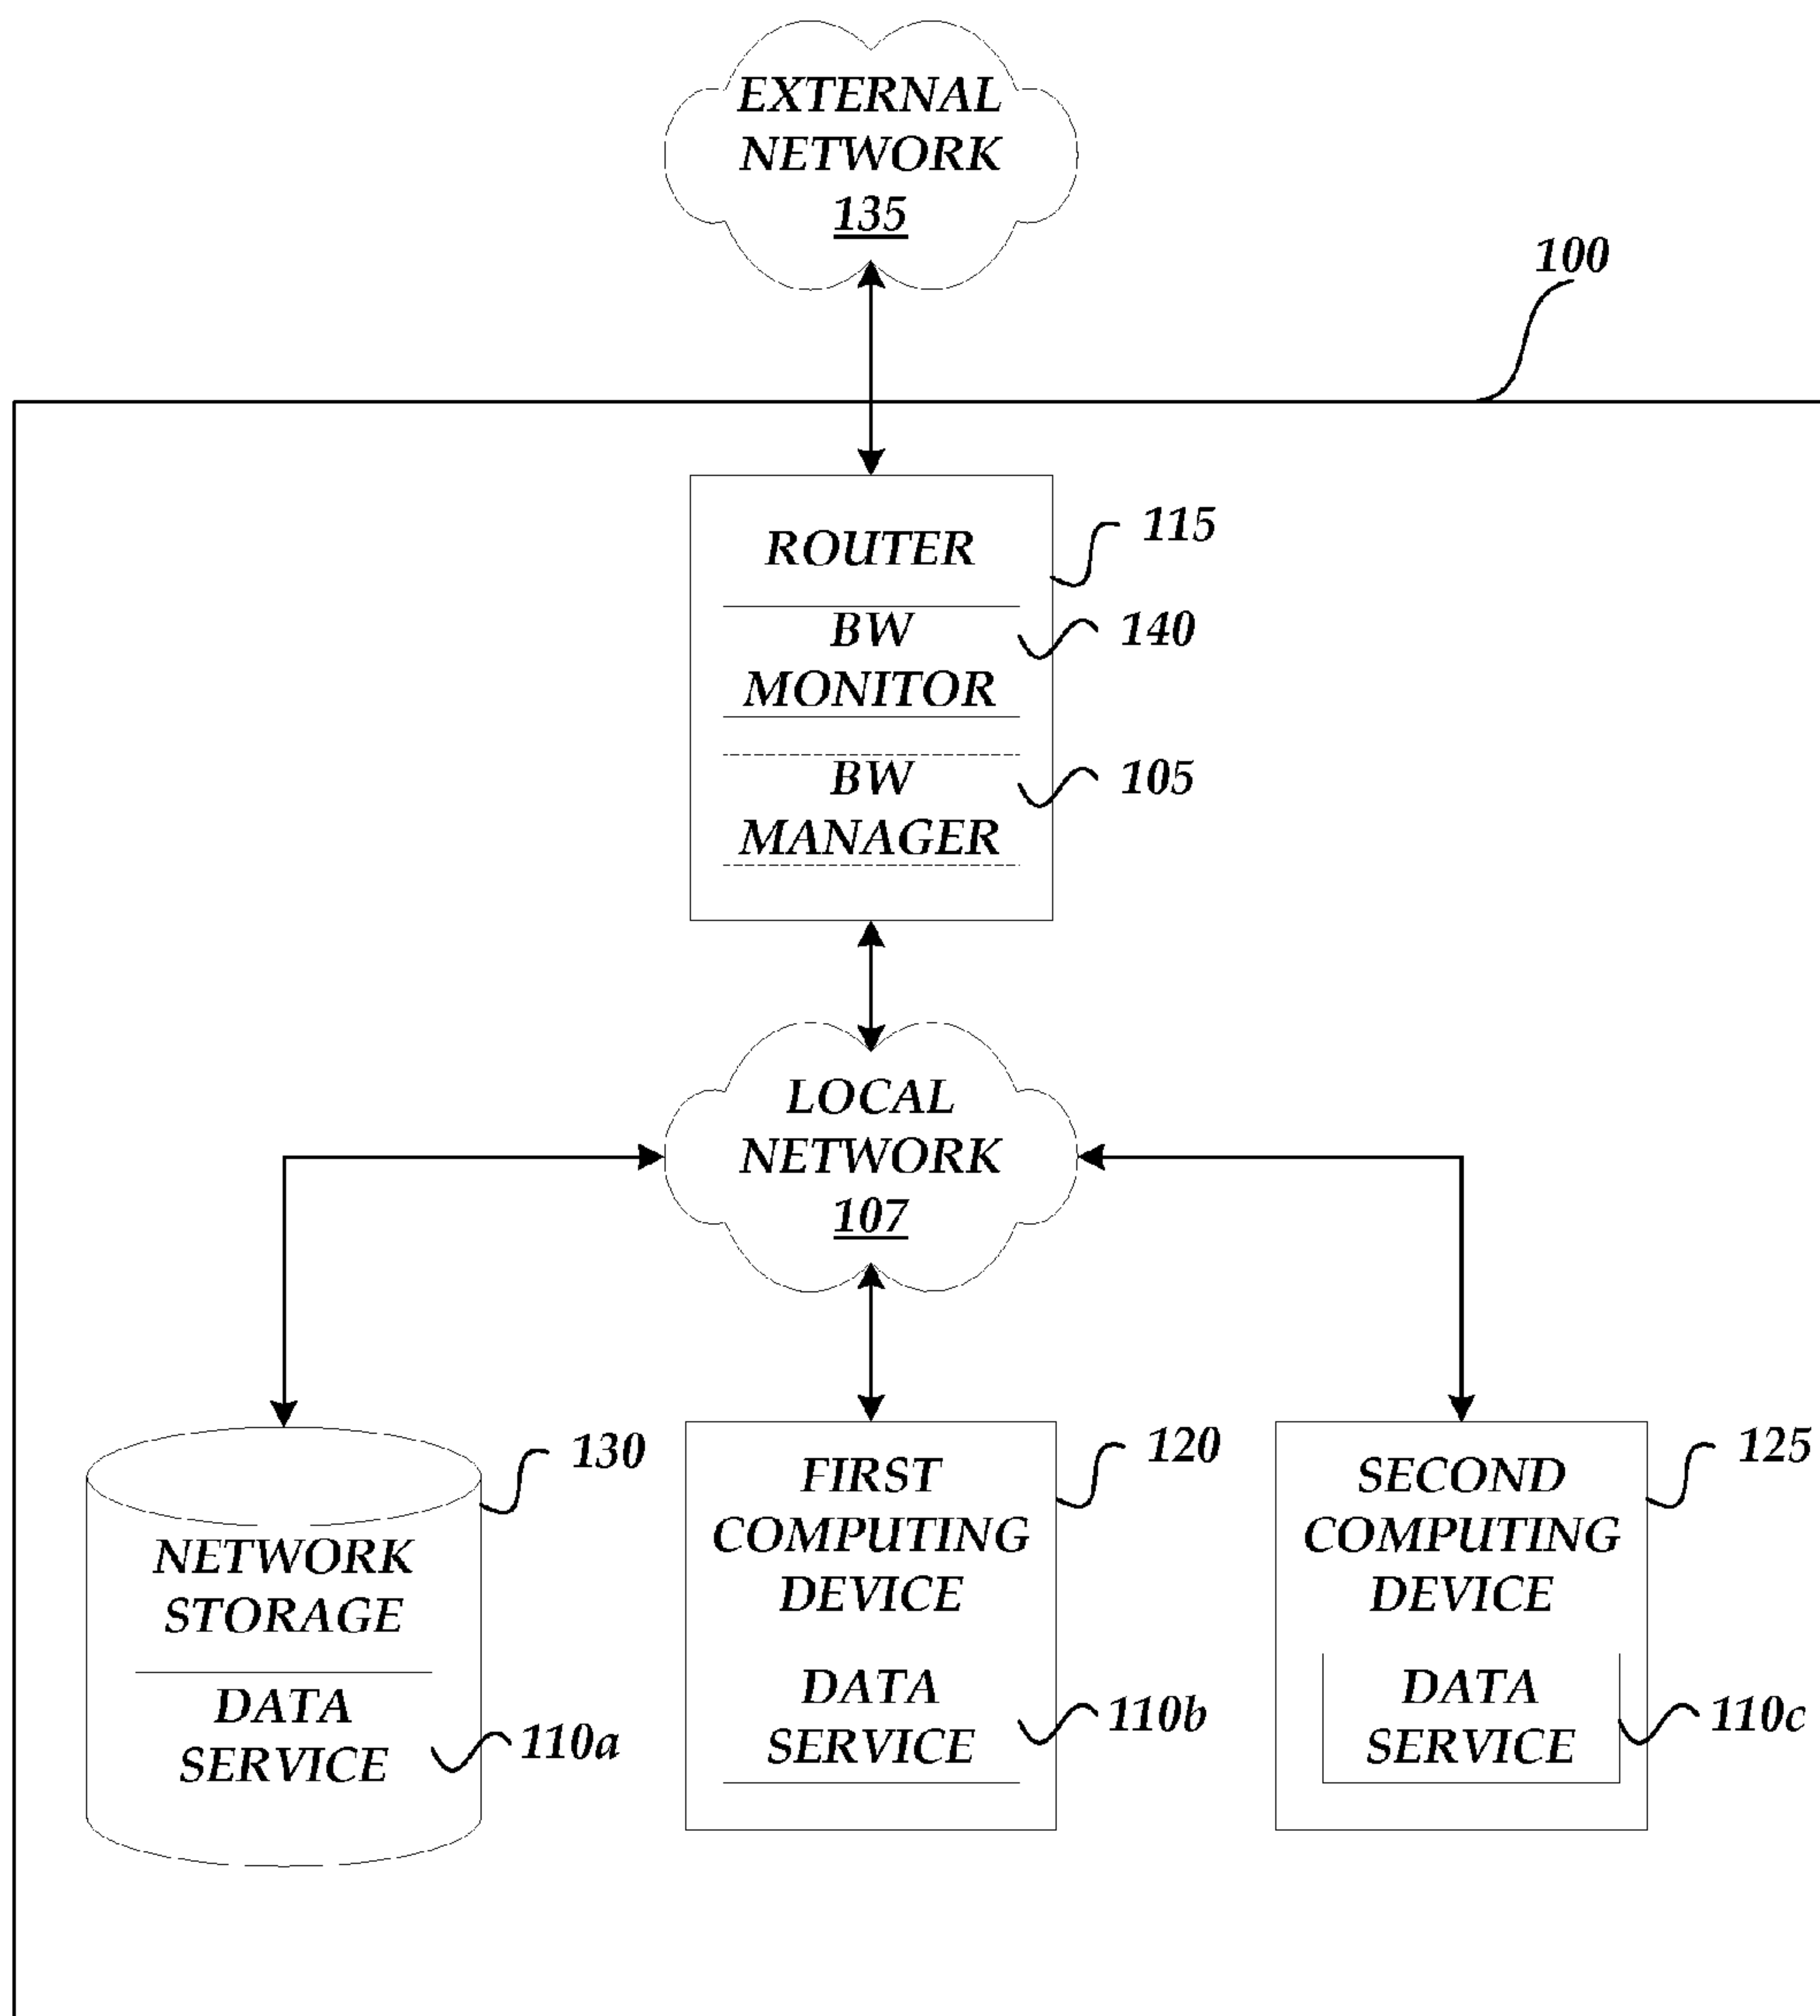 EXTERNAL
NETWORK
135
100
ROUTER
115
BW
MONITOR
140
BW
MANAGER
105
LOCAL
NETWORK
107
NETWORK
STORAGE
130
DATA
SERVICE
110a
FIRST
COMPUTING
DEVICE
120
DATA
SERVICE
110b
SECOND
COMPUTING
DEVICE
125
DATA
SERVICE
110c